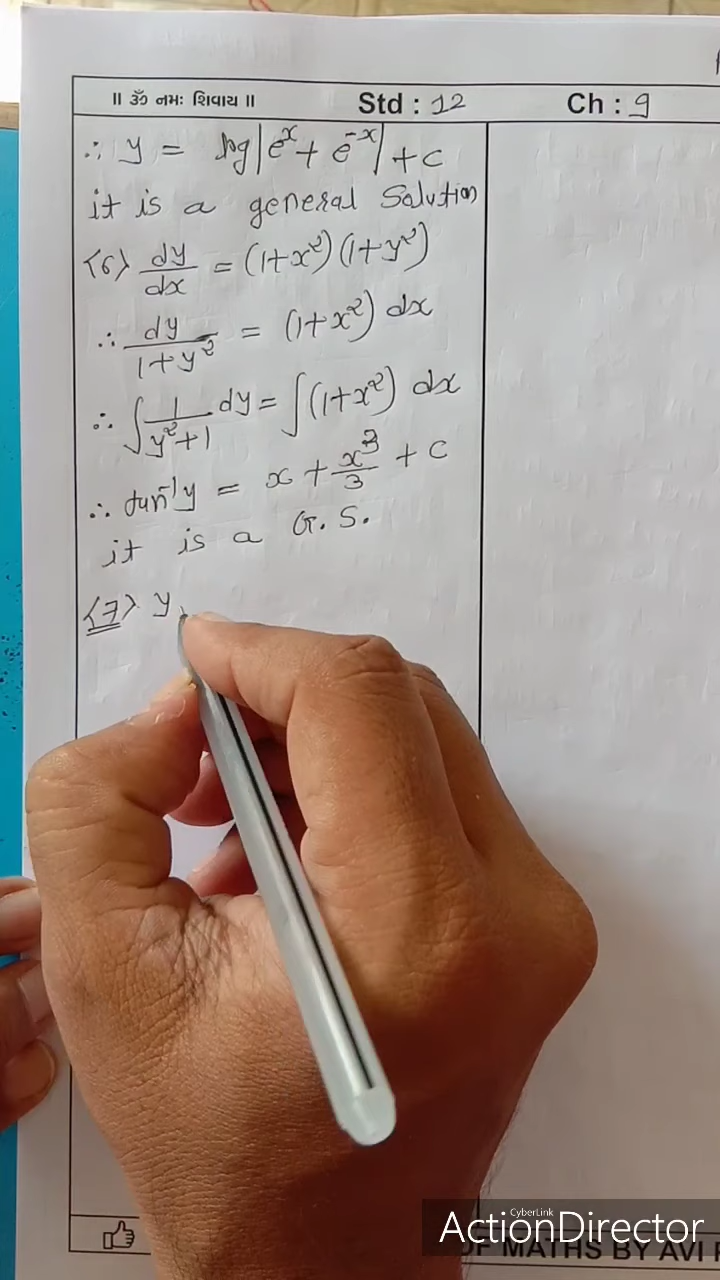 ॥ ૐ નમઃ શિવાય ॥ Std : 12 Ch : 9
∴ y = log|e^x + e^-x| + c
it is a general Solution
<6> dy/dx = (1+x²)(1+y²)
∴ dy/1+y² = (1+x²) dx
∴ ∫ 1/y²+1 dy = ∫(1+x²) dx
∴ tan⁻¹y = x + x³/3 + c
it is a G.S.
<7> y
CyberLink
ActionDirector
OF MATHS BY AVI